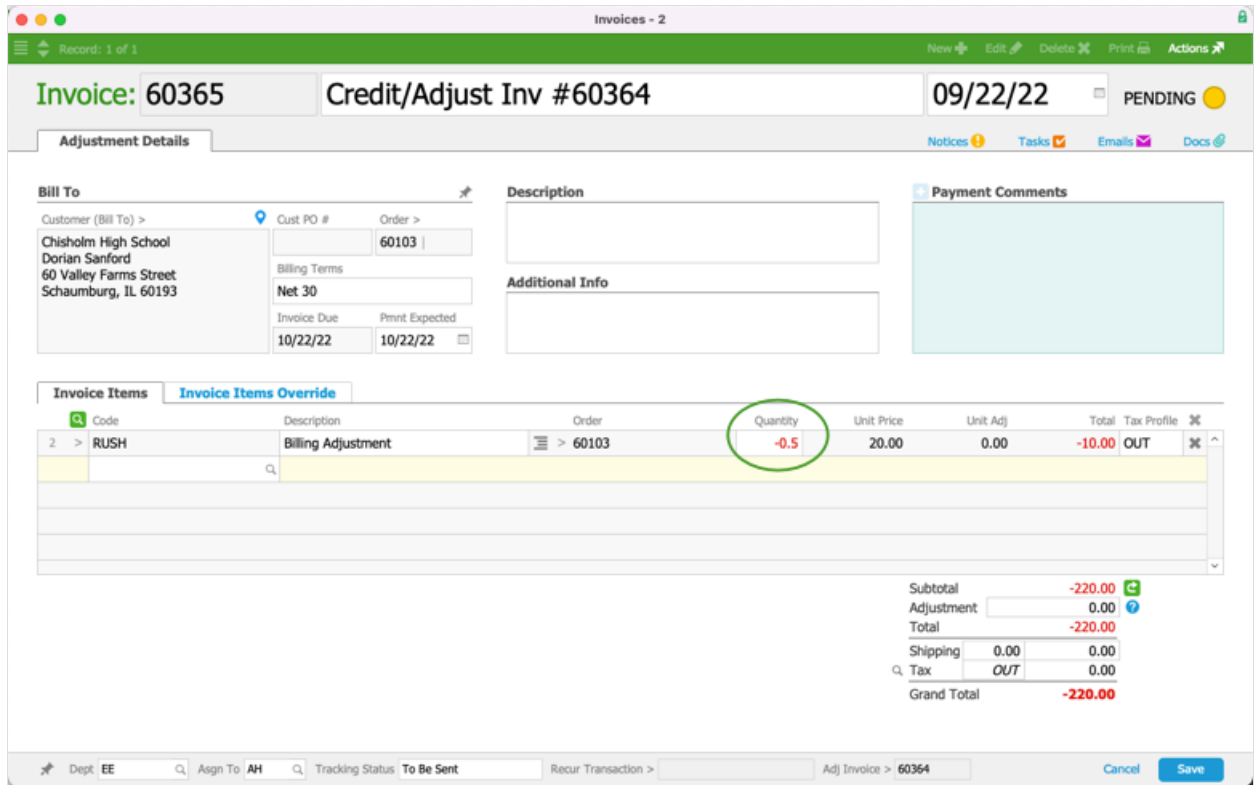 Invoices - 2
Record: 1 of 1 New Edit Delete Print Actions
Invoice: 60365 Credit/Adjust Inv #60364 09/22/22 PENDING
Adjustment Details Notices Tasks Emails Docs
Bill To Description Payment Comments
Customer (Bill To) > Cust PO # Order >
Chisholm High School 60103
Dorian Sanford
60 Valley Farms Street Billing Terms
Schaumburg, IL 60193 Net 30 Additional Info
Invoice Due Pmnt Expected
10/22/22 10/22/22
Invoice Items Invoice Items Override
Code Description Order Quantity Unit Price Unit Adj Total Tax Profile
2 > RUSH Billing Adjustment > 60103 -0.5 20.00 0.00 -10.00 OUT
Subtotal -220.00
Adjustment 0.00
Total -220.00
Shipping 0.00 0.00
Tax OUT 0.00
Grand Total -220.00
Dept EE Asgn To AH Tracking Status To Be Sent Recur Transaction > Adj Invoice > 60364 Cancel Save